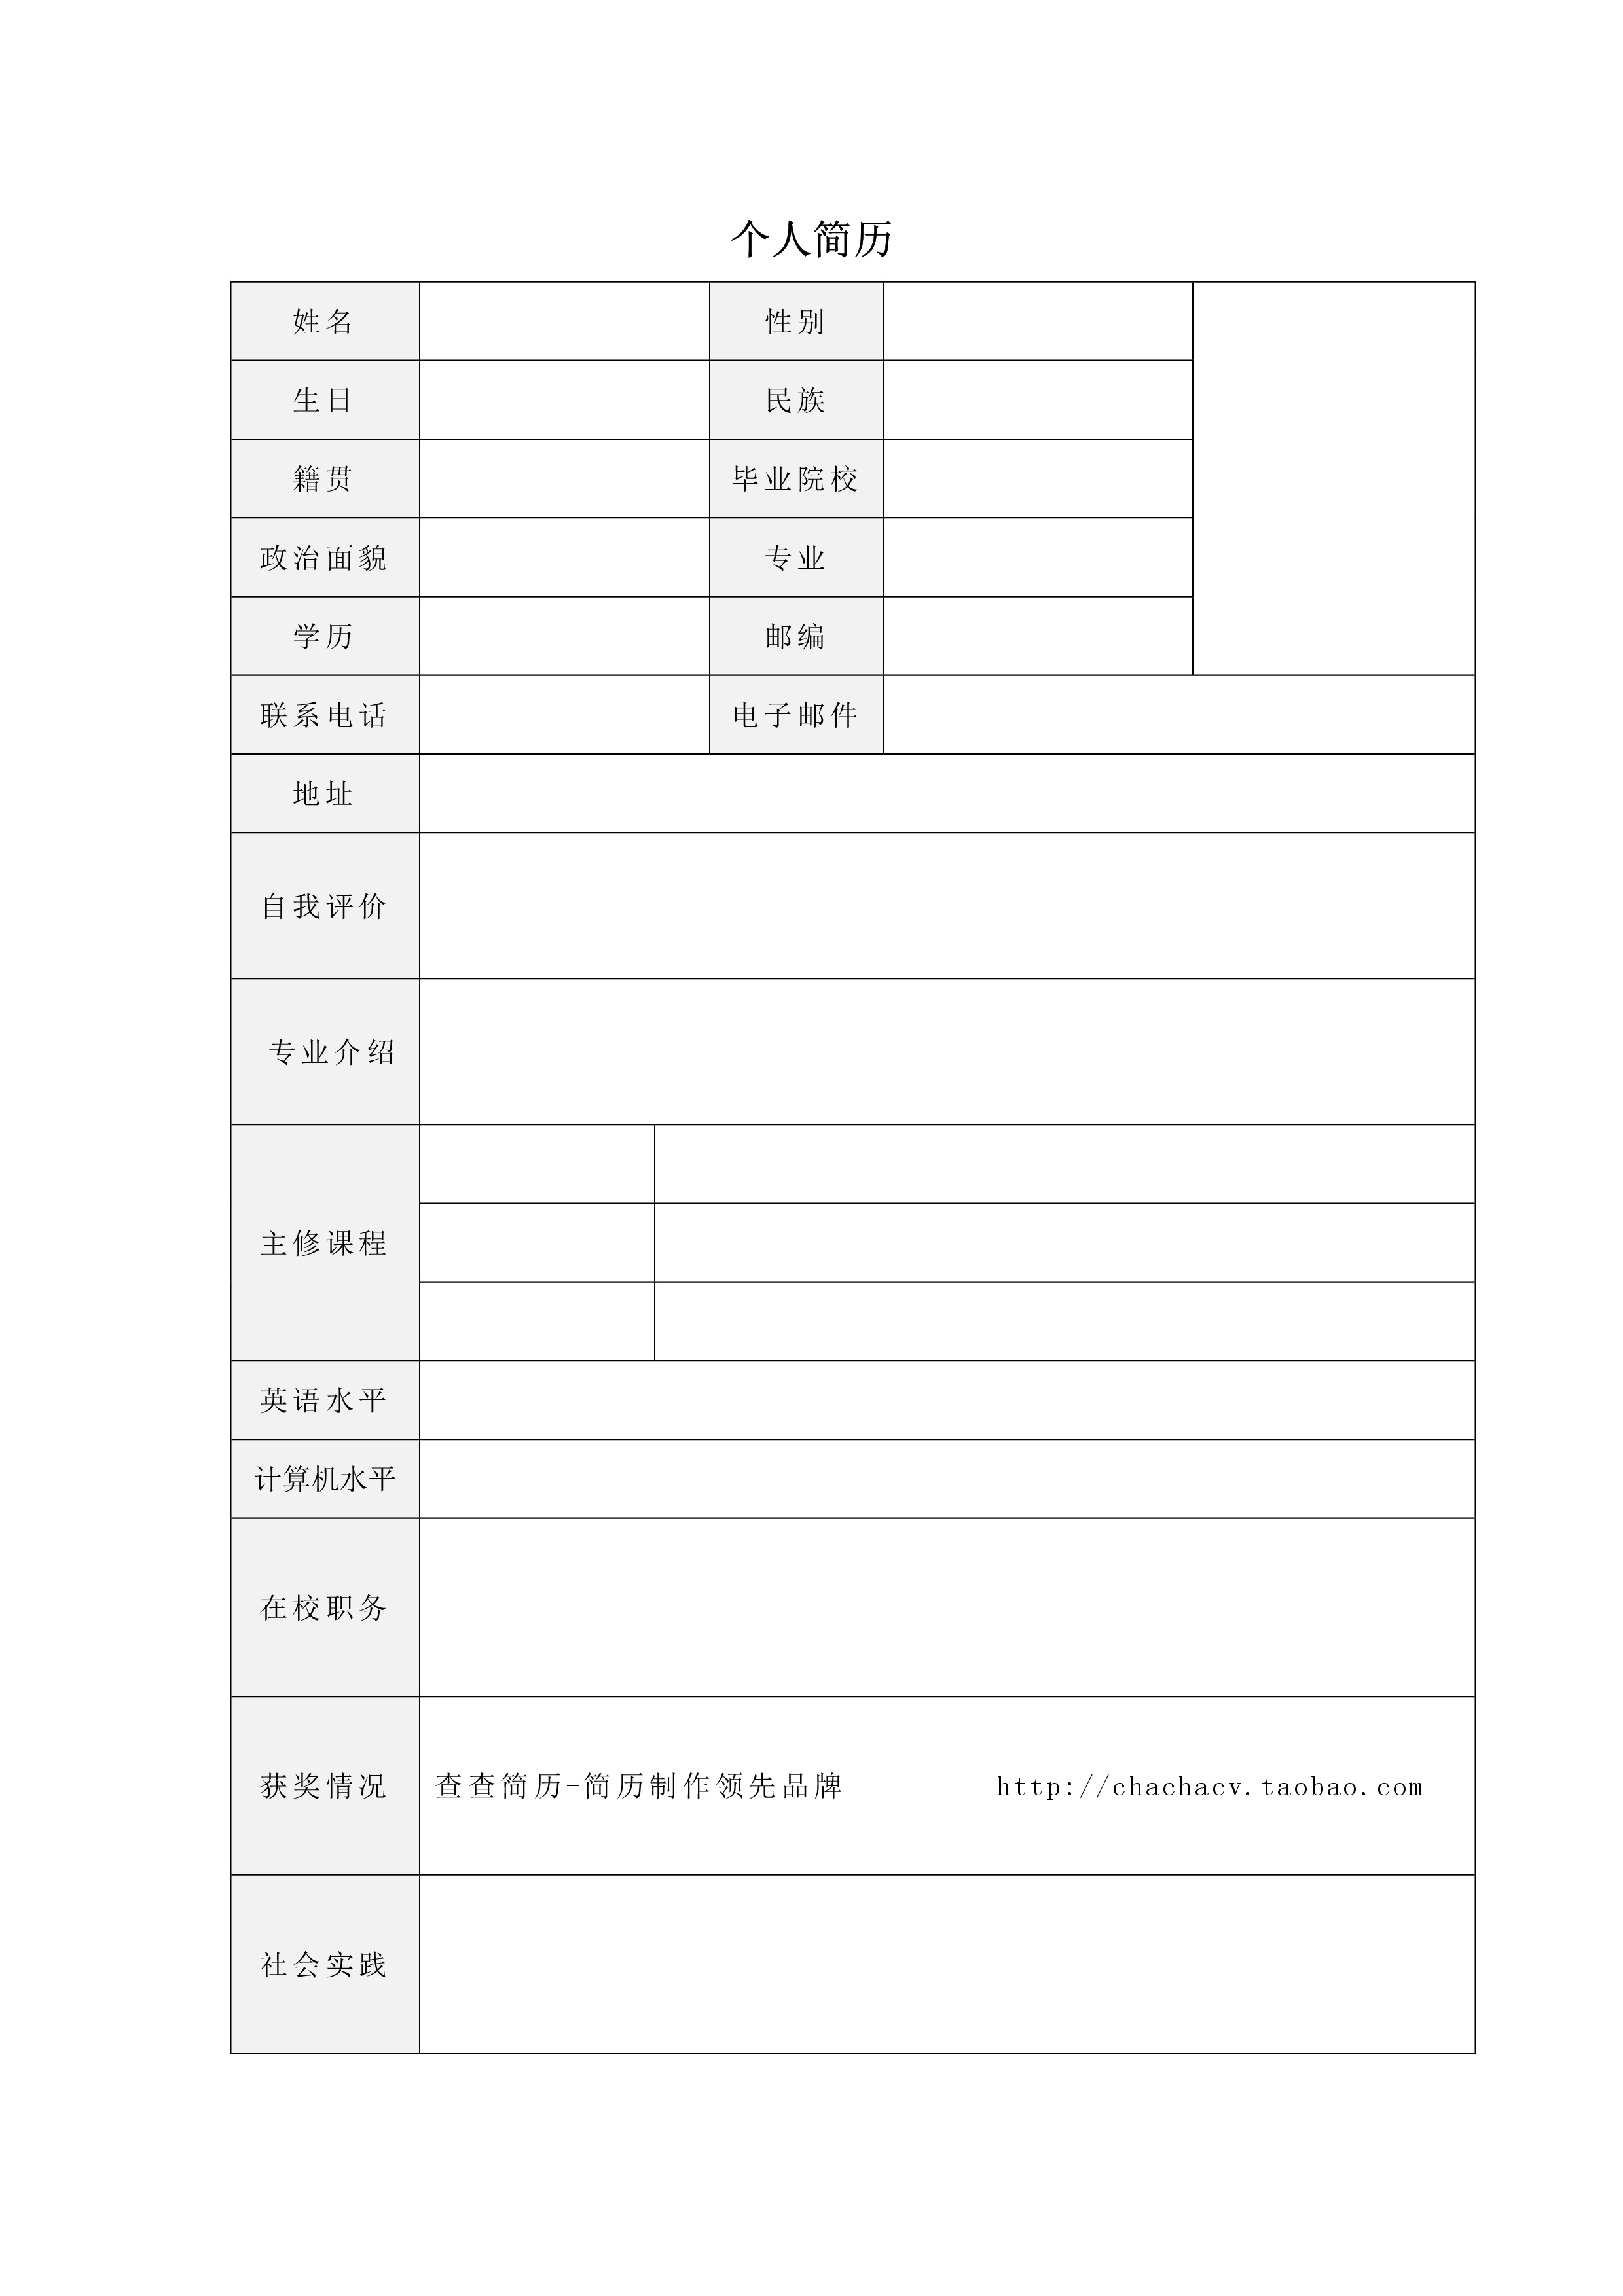 个人简历
姓名 性别
生日 民族
籍贯 毕业院校
政治面貌 专业
学历 邮编
联系电话 电子邮件
地址
自我评价
专业介绍
主修课程
英语水平
计算机水平
在校职务
获奖情况 查查简历-简历制作领先品牌 http://chachacv.taobao.com
社会实践